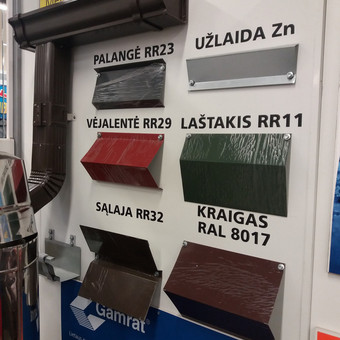 PALANGĖ RR23
UŽLAIDA Zn
VĖJALENTĖ RR29
LAŠTAKIS RR11
SĄLAJA RR32
KRAIGAS
RAL 8017
Gamrat